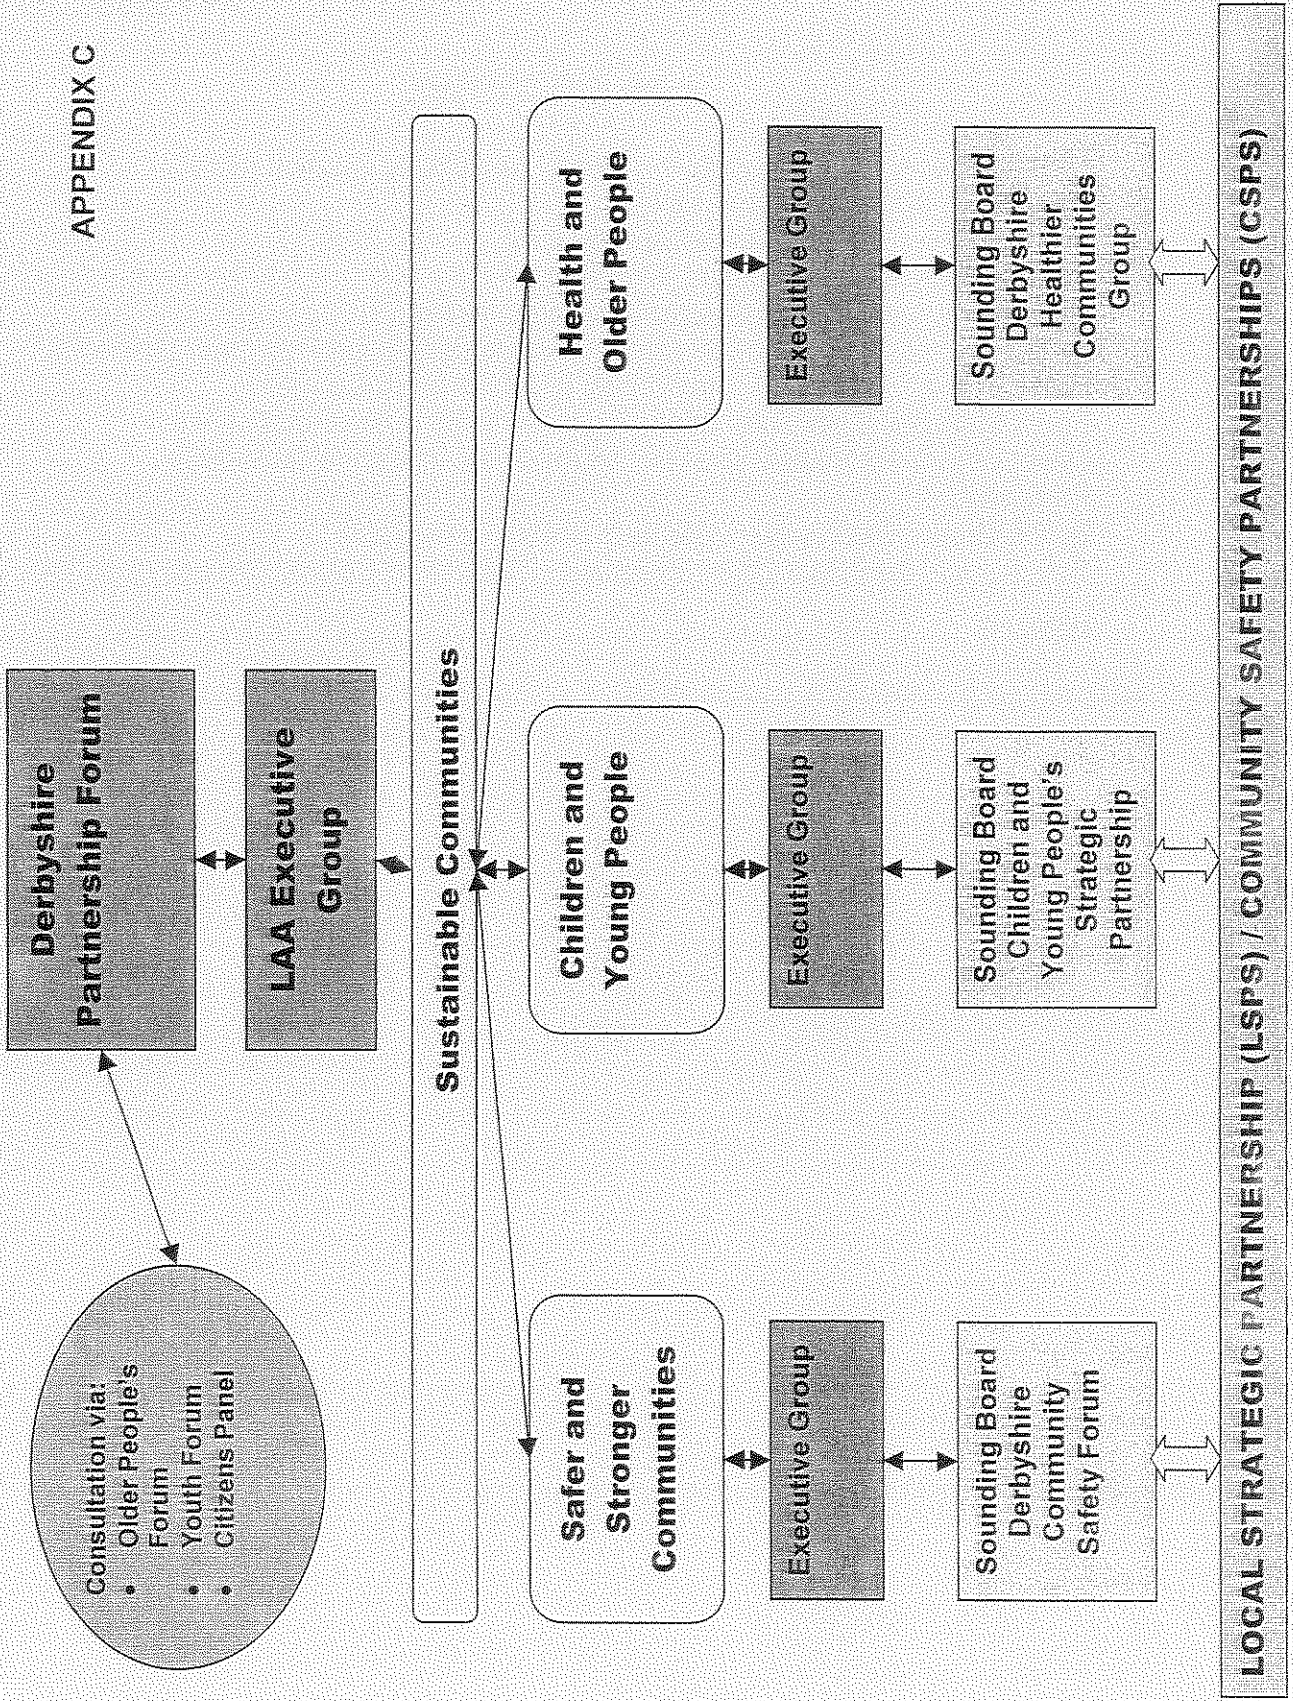 APPENDIX C
Derbyshire
Partnership Forum
Consultation via:
• Older People's
Forum
• Youth Forum
• Citizens Panel
LAA Executive
Group
Sustainable Communities
Safer and
Stronger
Communities
Children and
Young People
Health and
Older People
Executive Group
Executive Group
Executive Group
Sounding Board
Derbyshire
Community
Safety Forum
Sounding Board
Children and
Young People's
Strategic
Partnership
Sounding Board
Derbyshire
Healthier
Communities
Group
LOCAL STRATEGIC PARTNERSHIP (LSPS) / COMMUNITY SAFETY PARTNERSHIPS (CSPS)